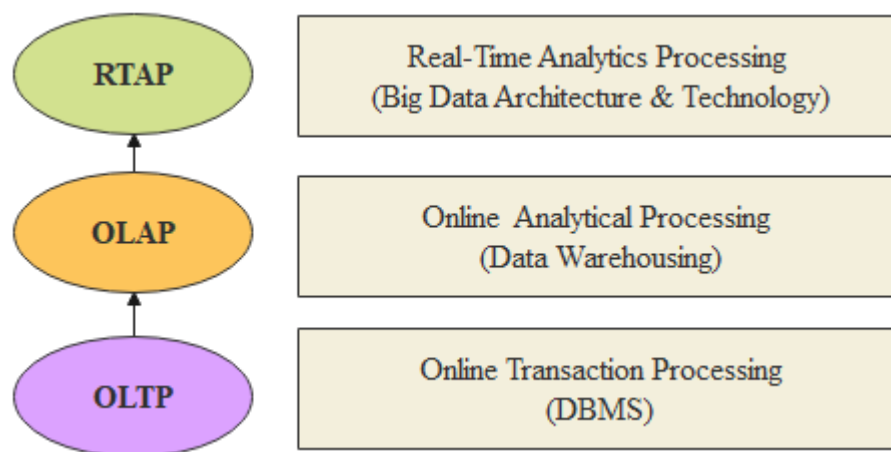 RTAP
Real-Time Analytics Processing
(Big Data Architecture & Technology)
OLAP
Online Analytical Processing
(Data Warehousing)
OLTP
Online Transaction Processing
(DBMS)